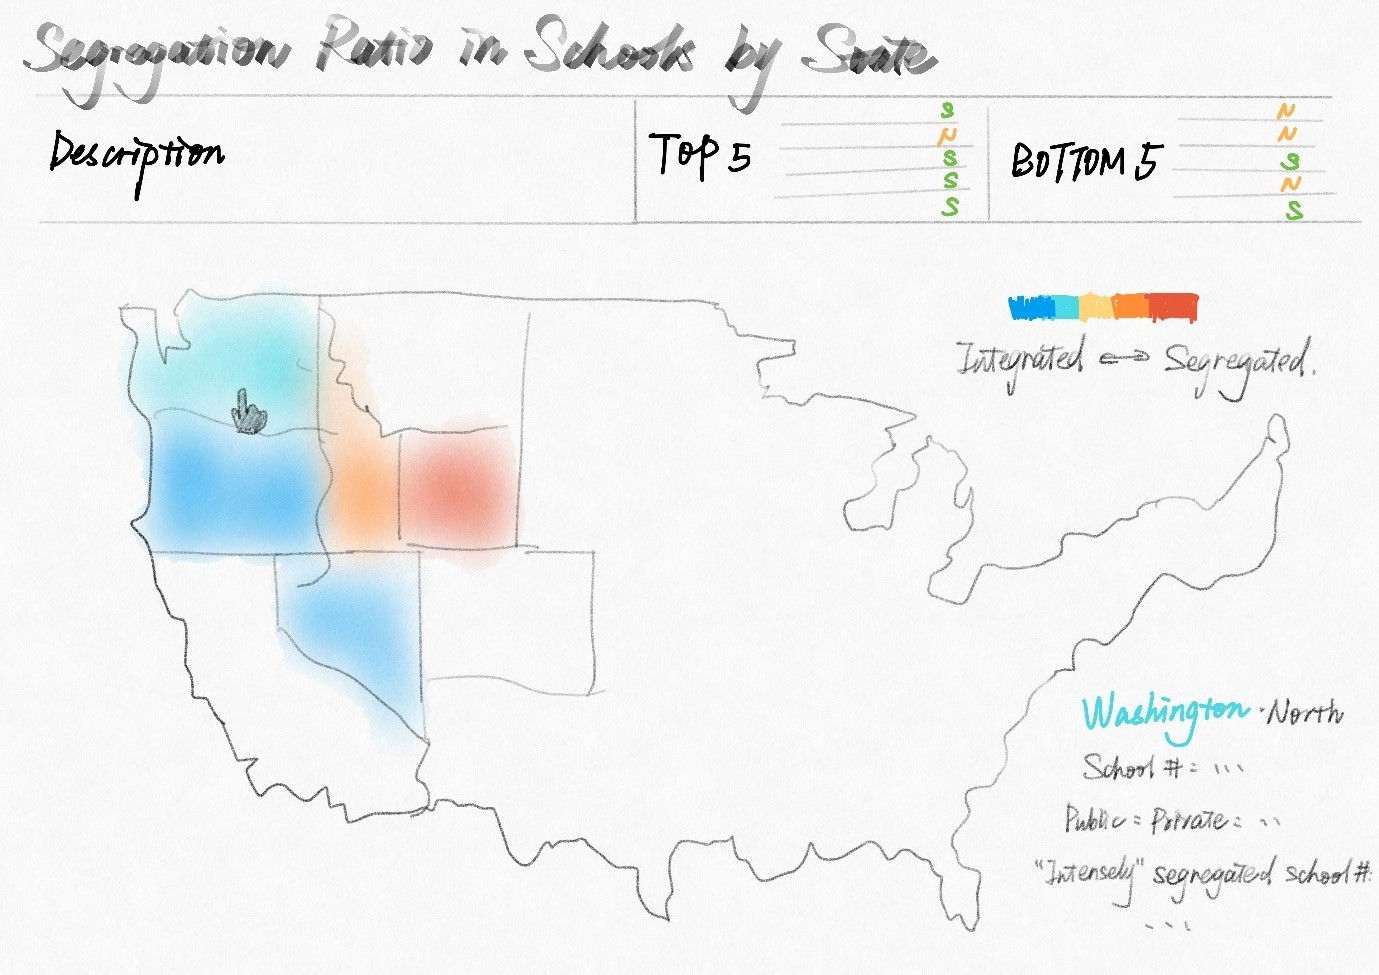 Segregation Ratio in Schools by State
Description
TOP 5
S
N
S
S
S
BOTTOM 5
N
N
S
N
S
Integrated ⇔ Segregated.
Washington · North
School # = ...
Public = Private = ..
"Intensely" segregated school #:
...